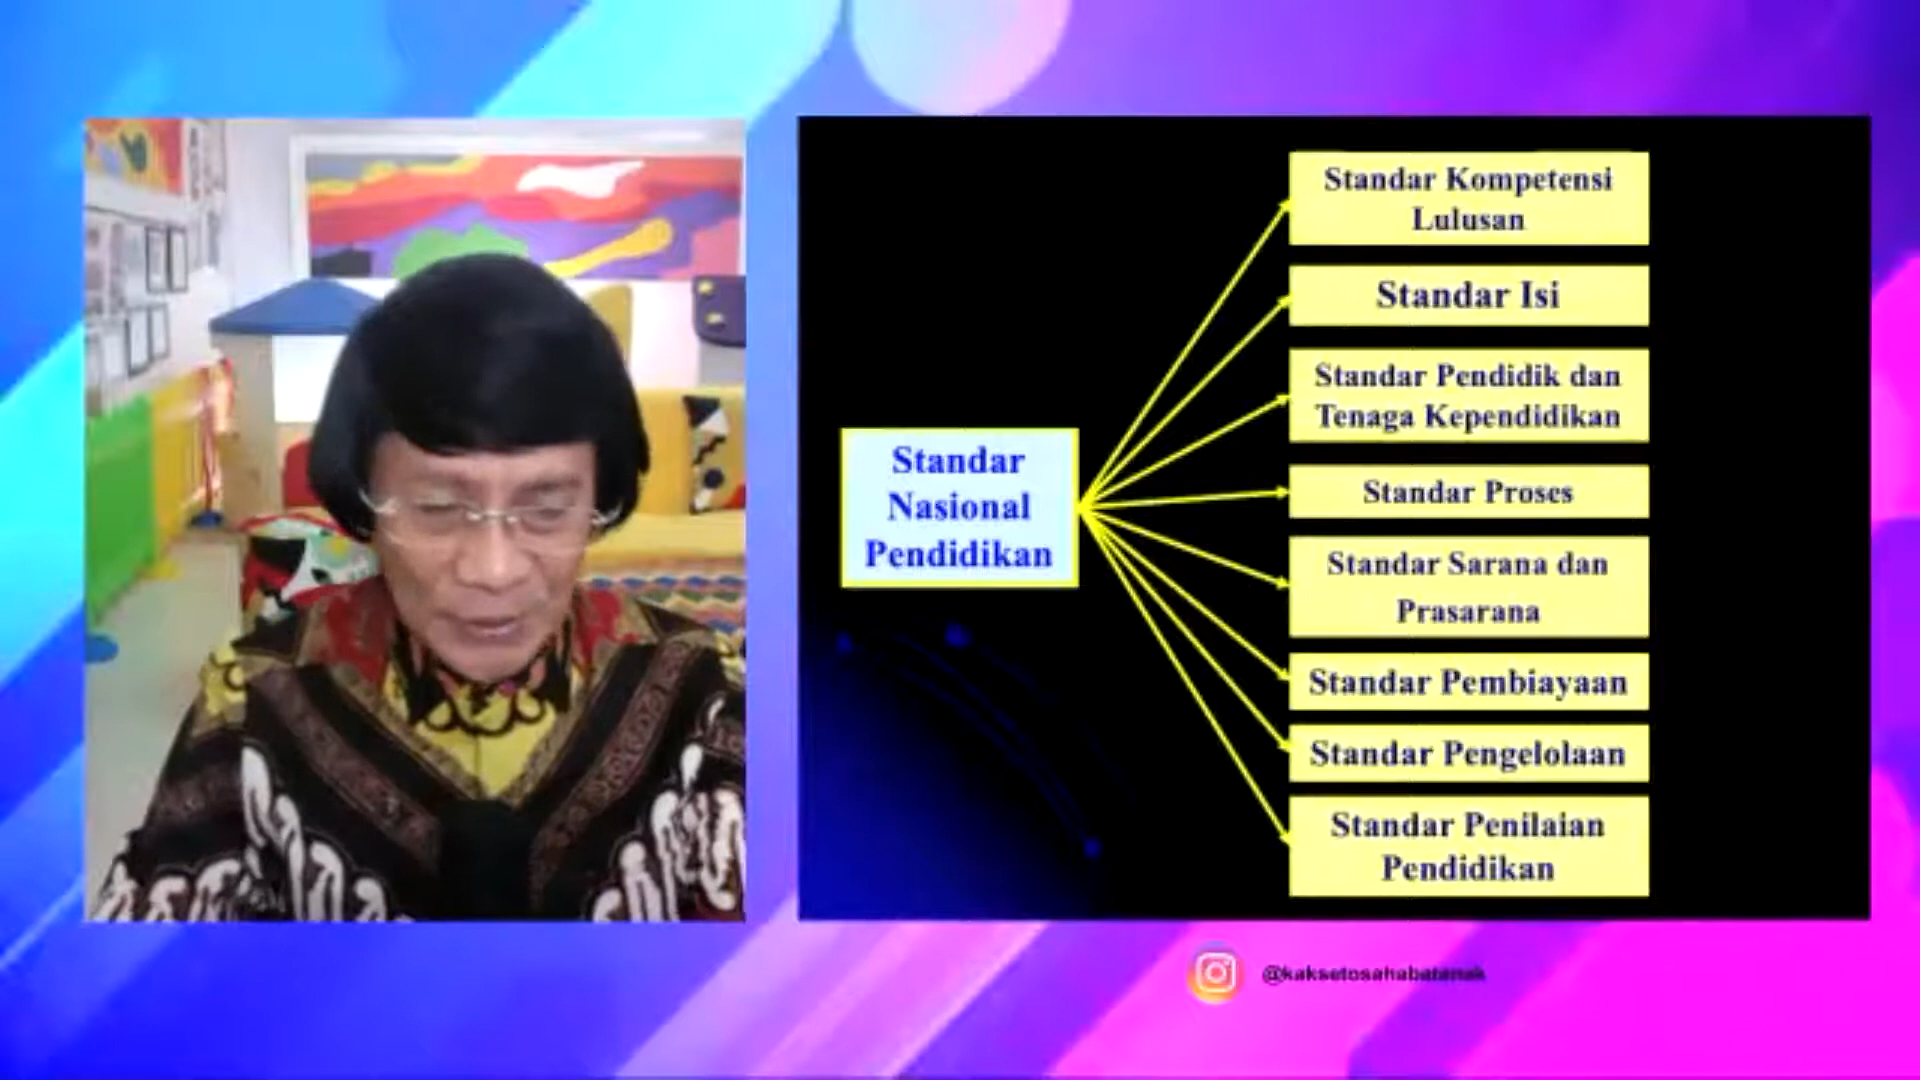 Standar
Nasional
Pendidikan
Standar Kompetensi
Lulusan
Standar Isi
Standar Pendidik dan
Tenaga Kependidikan
Standar Proses
Standar Sarana dan
Prasarana
Standar Pembiayaan
Standar Pengelolaan
Standar Penilaian
Pendidikan
@kaksetosahabatanak